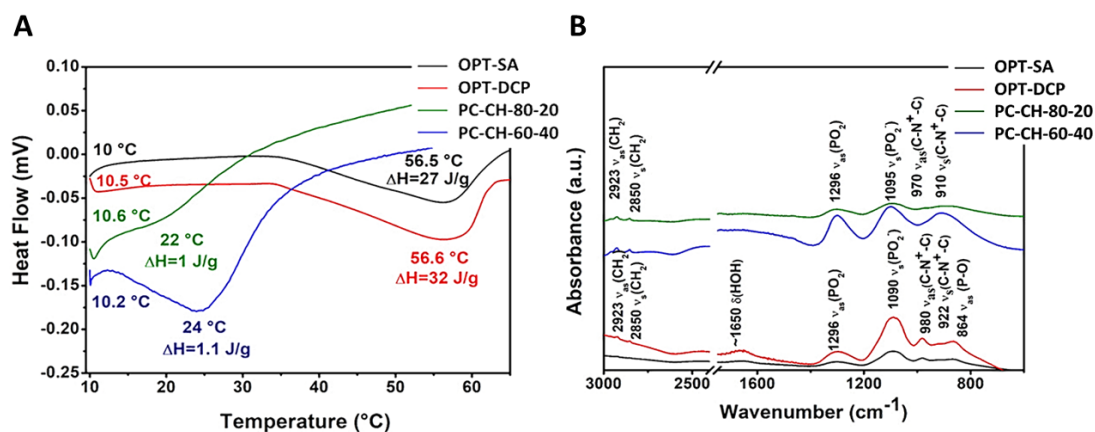 A
0.10
0.05
0.00
-0.05
-0.10
-0.15
-0.20
-0.25
Heat Flow (mV)
OPT-SA
OPT-DCP
PC-CH-80-20
PC-CH-60-40
10 °C
10.5 °C
10.6 °C
22 °C
ΔH=1 J/g
10.2 °C
24 °C
ΔH=1.1 J/g
56.5 °C
ΔH=27 J/g
56.6 °C
ΔH=32 J/g
10 20 30 40 50 60
Temperature (°C)
B
Absorbance (a.u.)
OPT-SA
OPT-DCP
PC-CH-80-20
PC-CH-60-40
2923 νas(CH2)
2850 νs(CH2)
1296 νas(PO2)
1095 νs(PO2)
970 νas(C-N+-C)
910 νs(C-N+-C)
2923 νas(CH2)
2850 νs(CH2)
~1650 δ(HOH)
1296 νas(PO2)
1090 νs(PO2)
980 νas(C-N+-C)
922 νs(C-N+-C)
864 νas (P-O)
3000 2500 1600 1200 800
Wavenumber (cm-1)